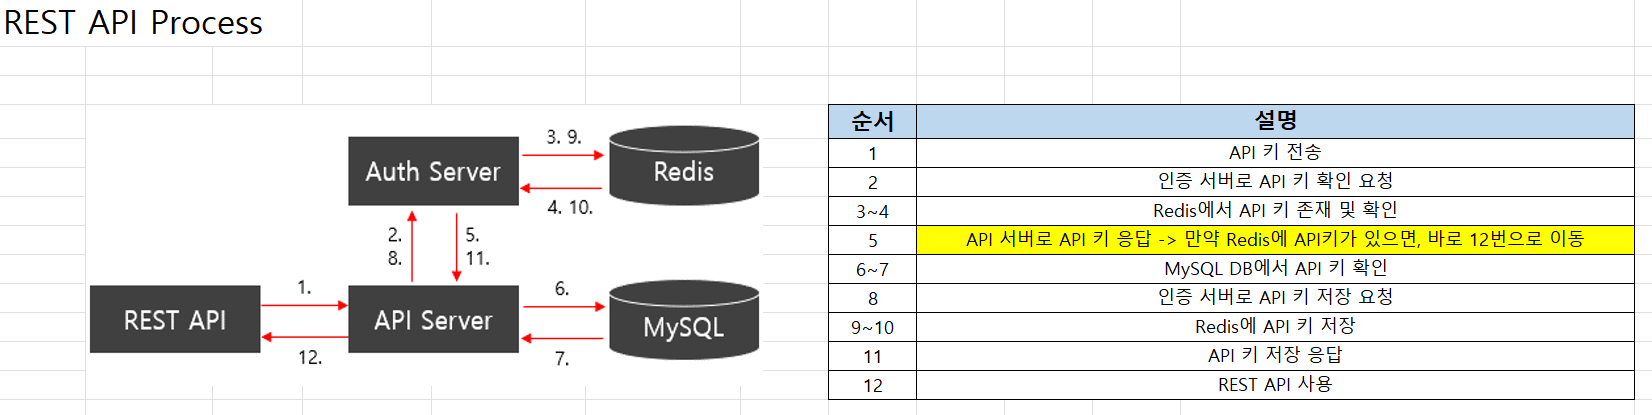 REST API Process
3. 9.
Auth Server
Redis
4. 10.
2.
5.
8.
11.
1.
6.
REST API
API Server
MySQL
12.
7.
순서 설명
1 API 키 전송
2 인증 서버로 API 키 확인 요청
3~4 Redis에서 API 키 존재 및 확인
5 API 서버로 API 키 응답 -> 만약 Redis에 API키가 있으면, 바로 12번으로 이동
6~7 MySQL DB에서 API 키 확인
8 인증 서버로 API 키 저장 요청
9~10 Redis에 API 키 저장
11 API 키 저장 응답
12 REST API 사용